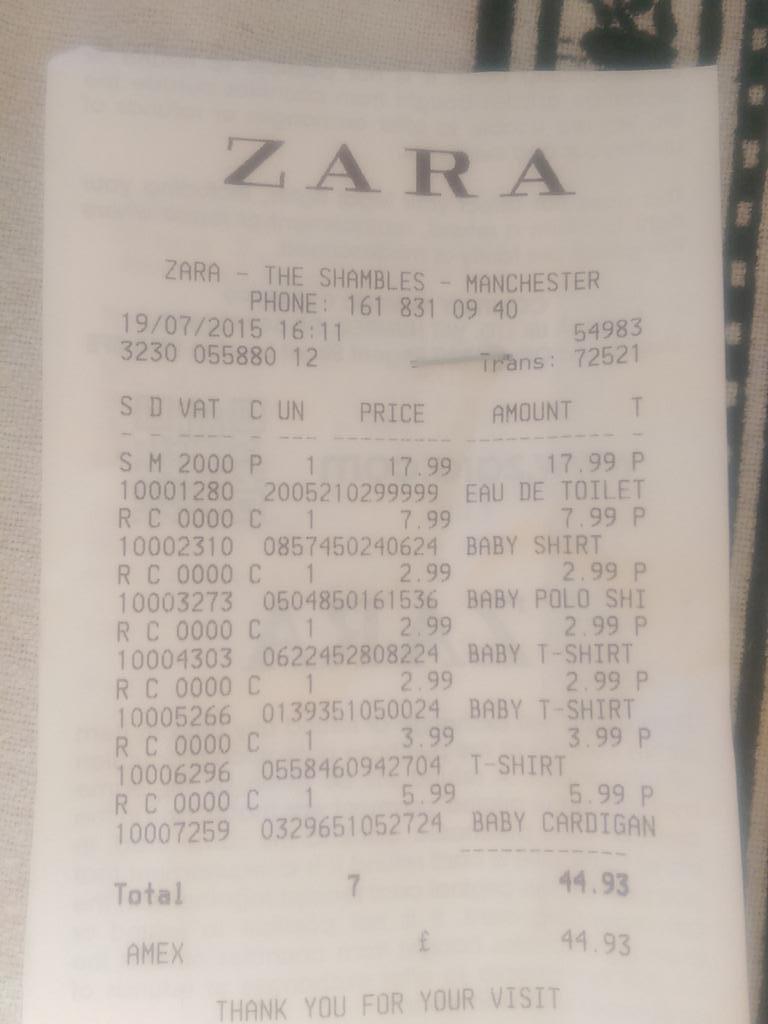 ZARA
ZARA - THE SHAMBLES - MANCHESTER
PHONE: 161 831 09 40
19/07/2015 16:11 54983
3230 055880 12 Trans: 72521
S D VAT C UN PRICE AMOUNT T
S M 2000 P 1 17.99 17.99 P
10001280 2005210299999 EAU DE TOILET
R C 0000 C 1 7.99 7.99 P
10002310 0857450240624 BABY SHIRT
R C 0000 C 1 2.99 2.99 P
10003273 0504850161536 BABY POLO SHI
R C 0000 C 1 2.99 2.99 P
10004303 0622452808224 BABY T-SHIRT
R C 0000 C 1 2.99 2.99 P
10005266 0139351050024 BABY T-SHIRT
R C 0000 C 1 3.99 3.99 P
10006296 0558460942704 T-SHIRT
R C 0000 C 1 5.99 5.99 P
10007259 0329651052724 BABY CARDIGAN
Total 7 44.93
AMEX £ 44.93
THANK YOU FOR YOUR VISIT